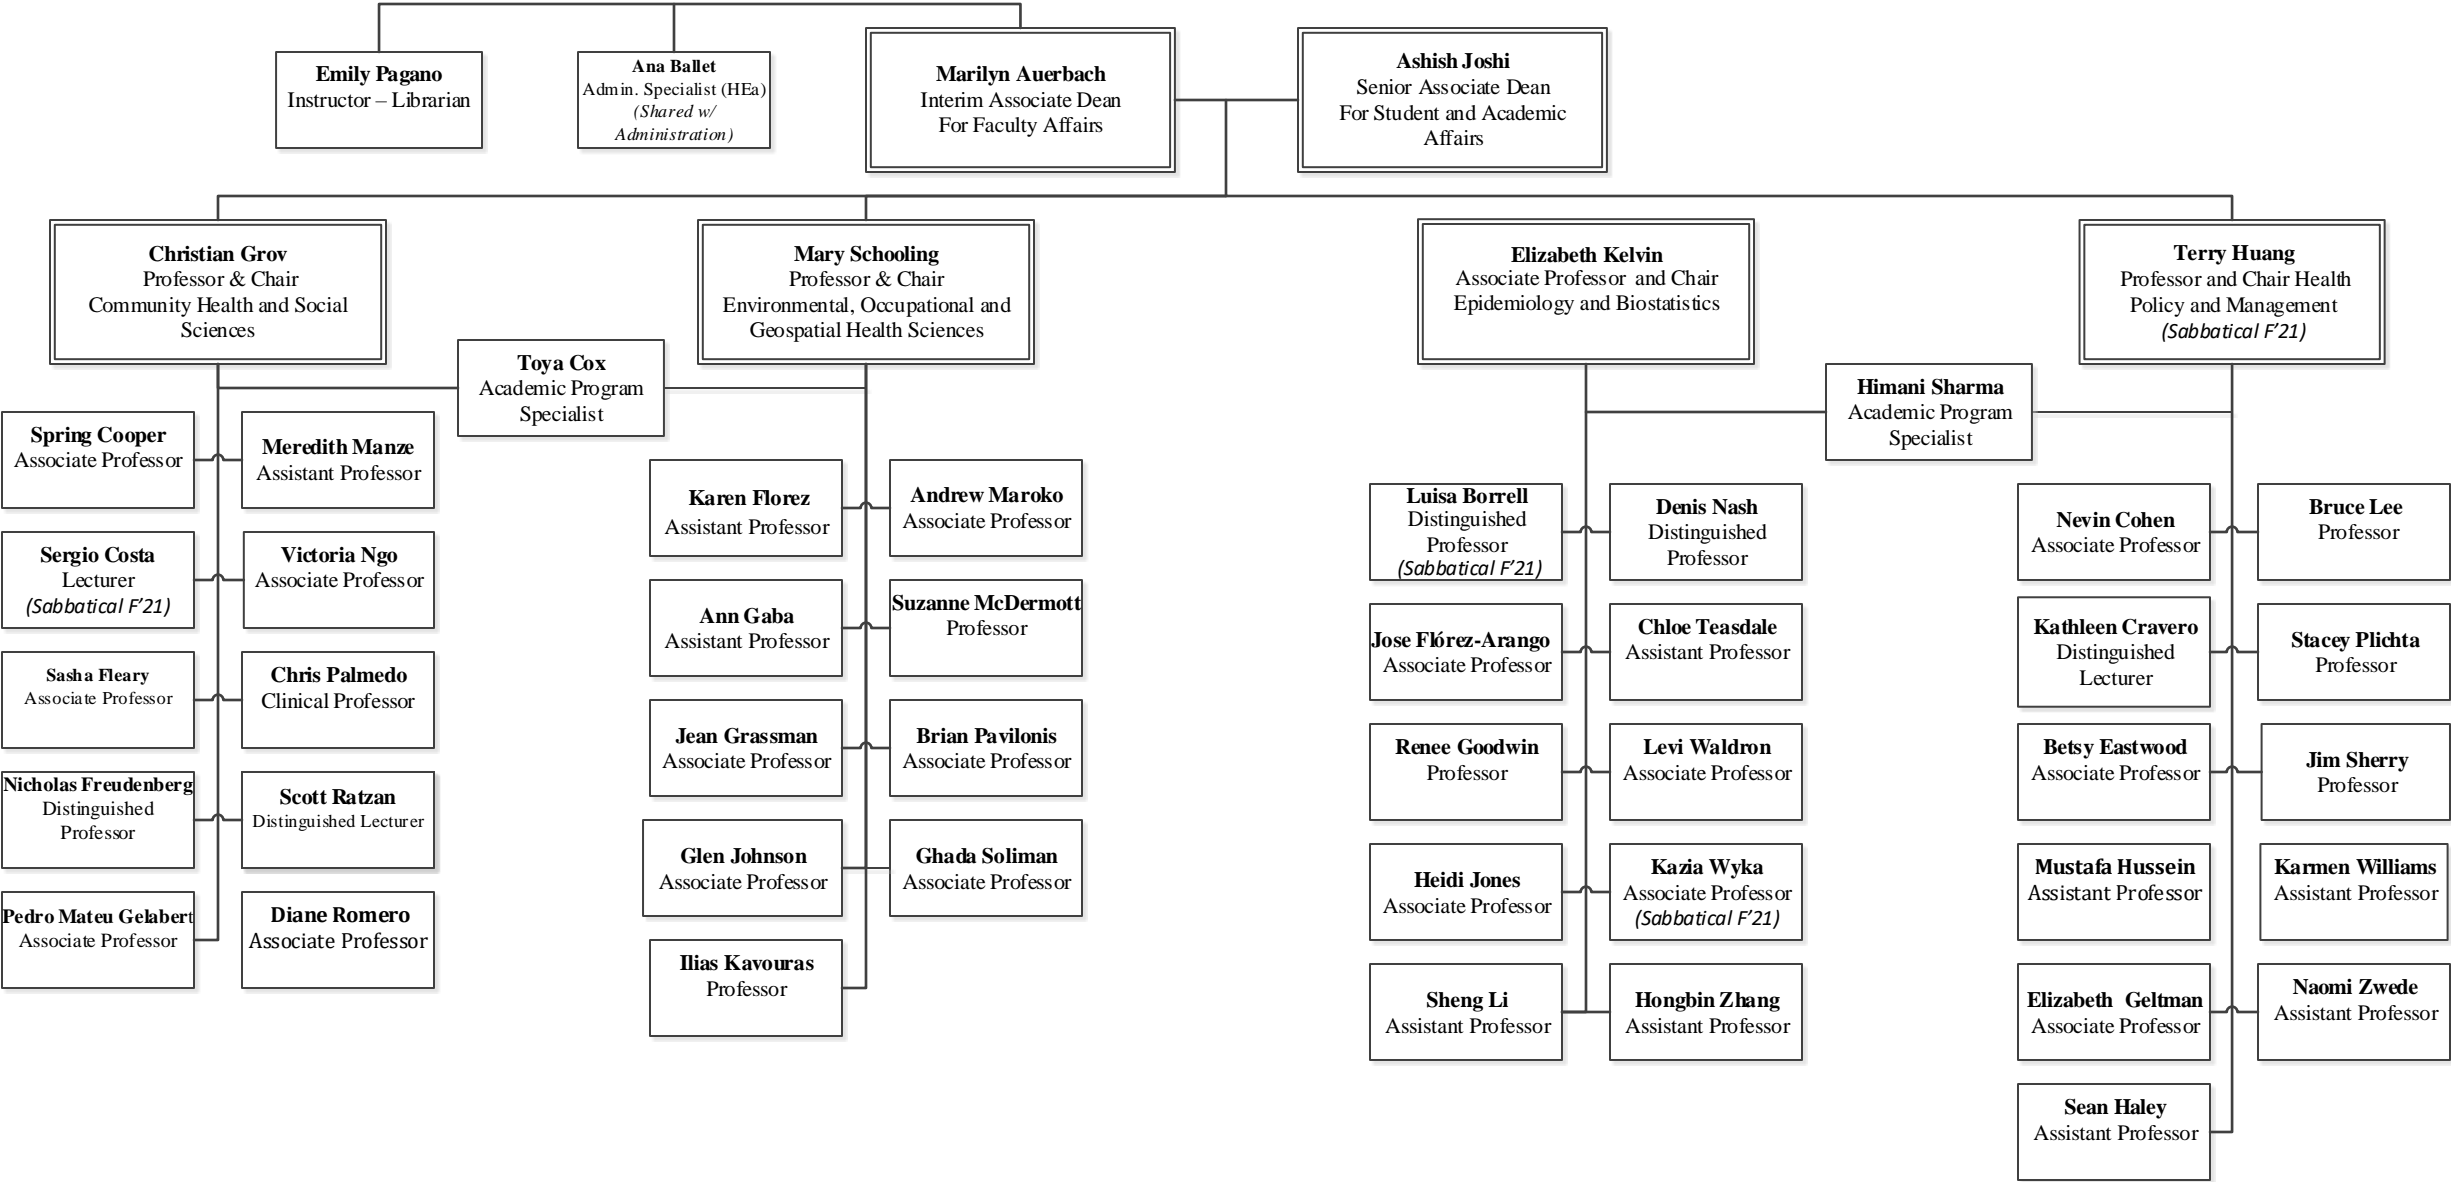 Emily Pagano
Instructor – Librarian
Ana Ballet
Admin. Specialist (HEa)
(Shared w/
Administration)
Marilyn Auerbach
Interim Associate Dean
For Faculty Affairs
Ashish Joshi
Senior Associate Dean
For Student and Academic
Affairs
Christian Grov
Professor & Chair
Community Health and Social
Sciences
Mary Schooling
Professor & Chair
Environmental, Occupational and
Geospatial Health Sciences
Elizabeth Kelvin
Associate Professor and Chair
Epidemiology and Biostatistics
Terry Huang
Professor and Chair Health
Policy and Management
(Sabbatical F’21)
Toya Cox
Academic Program
Specialist
Himani Sharma
Academic Program
Specialist
Spring Cooper
Associate Professor
Meredith Manze
Assistant Professor
Sergio Costa
Lecturer
(Sabbatical F’21)
Victoria Ngo
Associate Professor
Sasha Fleary
Associate Professor
Chris Palmedo
Clinical Professor
Nicholas Freudenberg
Distinguished
Professor
Scott Ratzan
Distinguished Lecturer
Pedro Mateu Gelabert
Associate Professor
Diane Romero
Associate Professor
Karen Florez
Assistant Professor
Andrew Maroko
Associate Professor
Ann Gaba
Assistant Professor
Suzanne McDermott
Professor
Jean Grassman
Associate Professor
Brian Pavilonis
Associate Professor
Glen Johnson
Associate Professor
Ghada Soliman
Associate Professor
Ilias Kavouras
Professor
Luisa Borrell
Distinguished
Professor
(Sabbatical F’21)
Denis Nash
Distinguished
Professor
Jose Flórez-Arango
Associate Professor
Chloe Teasdale
Assistant Professor
Renee Goodwin
Professor
Levi Waldron
Associate Professor
Heidi Jones
Associate Professor
Kazia Wyka
Associate Professor
(Sabbatical F’21)
Sheng Li
Assistant Professor
Hongbin Zhang
Assistant Professor
Nevin Cohen
Associate Professor
Bruce Lee
Professor
Kathleen Cravero
Distinguished
Lecturer
Stacey Plichta
Professor
Betsy Eastwood
Associate Professor
Jim Sherry
Professor
Mustafa Hussein
Assistant Professor
Karmen Williams
Assistant Professor
Elizabeth Geltman
Associate Professor
Naomi Zwede
Assistant Professor
Sean Haley
Assistant Professor